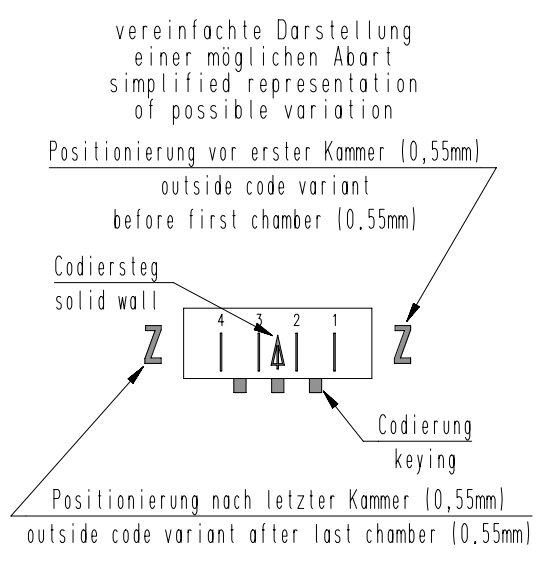 vereinfachte Darstellung
einer möglichen Abart
simplified representation
of possible variation
Positionierung vor erster Kammer (0,55mm)
outside code variant
before first chamber (0.55mm)
Codiersteg
solid wall
4 3 2 1
Z Z
Codierung
keying
Positionierung nach letzter Kammer (0,55mm)
outside code variant after last chamber (0.55mm)